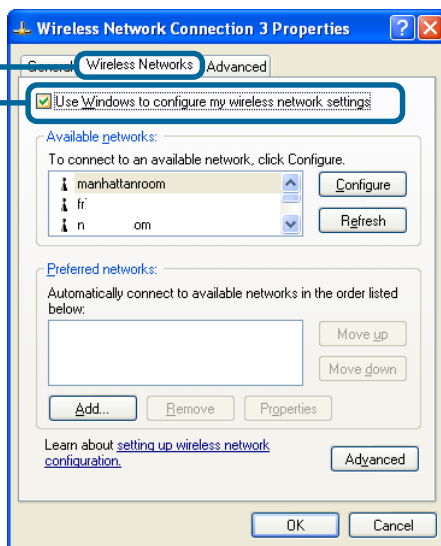 Wireless Network Connection 3 Properties
General Wireless Networks Advanced
Use Windows to configure my wireless network settings
Available networks:
To connect to an available network, click Configure.
manhattanroom
Configure
Refresh
Preferred networks:
Automatically connect to available networks in the order listed
below:
Move up
Move down
Add... Remove Properties
Learn about setting up wireless network
configuration.
Advanced
OK Cancel